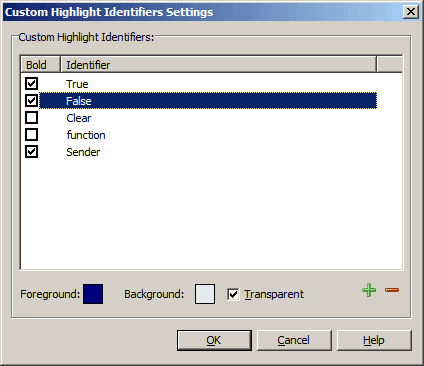 Custom Highlight Identifiers Settings
Custom Highlight Identifiers:
Bold Identifier
True
False
Clear
function
Sender
Foreground: Background: Transparent
OK Cancel Help